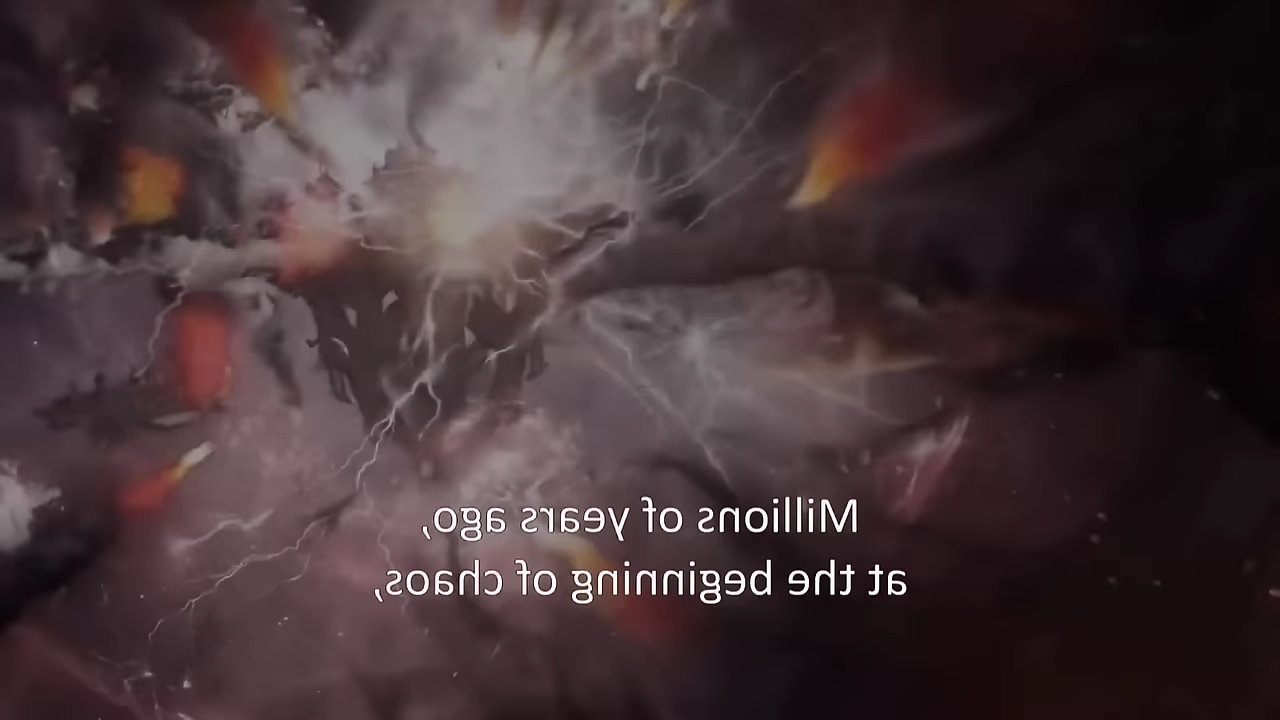 Millions of years ago,
at the beginning of chaos,